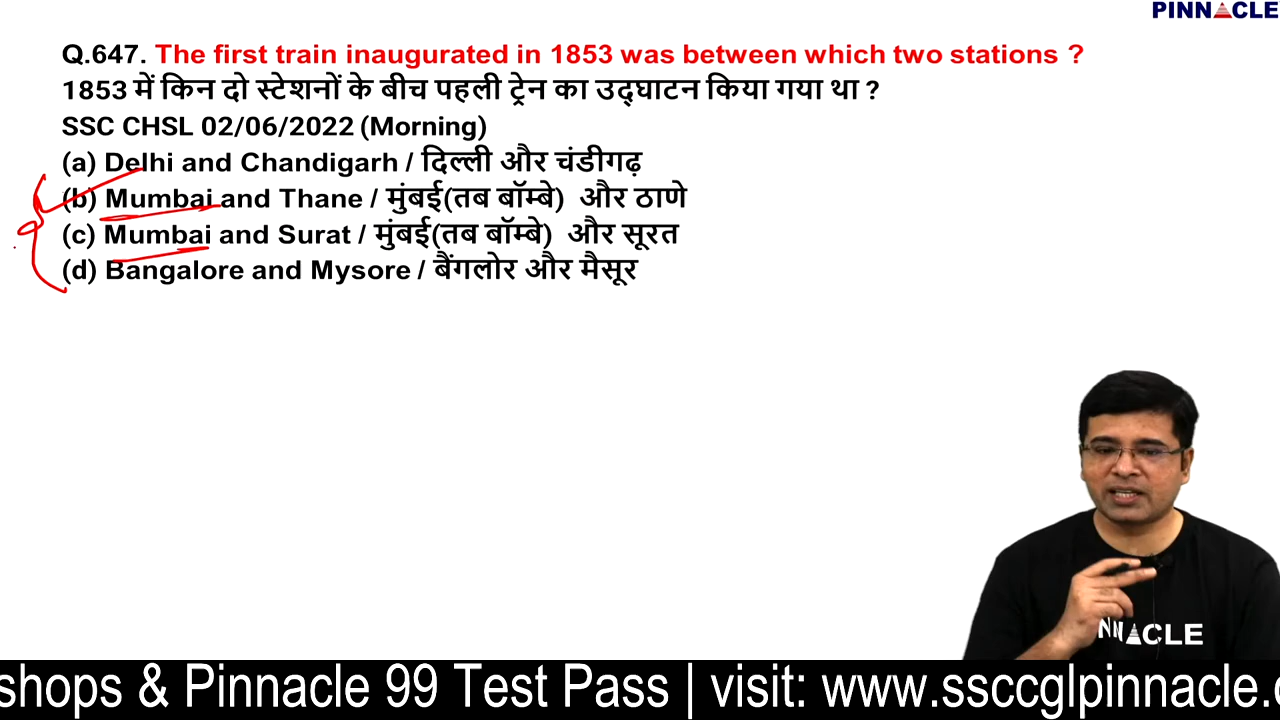 PINNACLE
Q.647. The first train inaugurated in 1853 was between which two stations ?
1853 में किन दो स्टेशनों के बीच पहली ट्रेन का उद्घाटन किया गया था ?
SSC CHSL 02/06/2022 (Morning)
(a) Delhi and Chandigarh / दिल्ली और चंडीगढ़
(b) Mumbai and Thane / मुंबई(तब बॉम्बे) और ठाणे
(c) Mumbai and Surat / मुंबई(तब बॉम्बे) और सूरत
(d) Bangalore and Mysore / बैंगलोर और मैसूर
NNACLE
shops & Pinnacle 99 Test Pass | visit: www.ssccglpinnacle.c